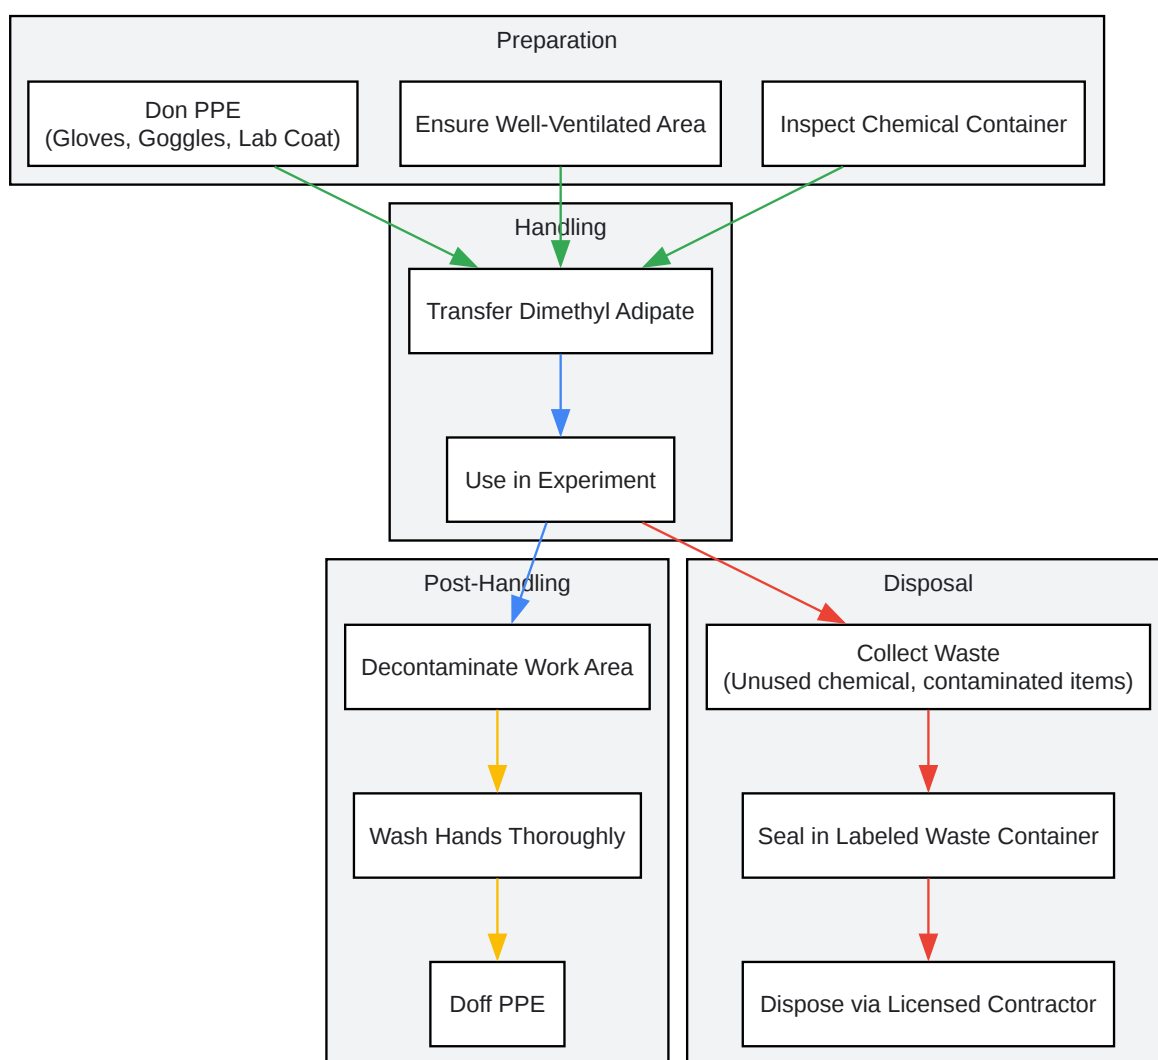 Preparation
Don PPE
(Gloves, Goggles, Lab Coat)
Ensure Well-Ventilated Area
Inspect Chemical Container
Handling
Transfer Dimethyl Adipate
Use in Experiment
Post-Handling
Decontaminate Work Area
Wash Hands Thoroughly
Doff PPE
Disposal
Collect Waste
(Unused chemical, contaminated items)
Seal in Labeled Waste Container
Dispose via Licensed Contractor